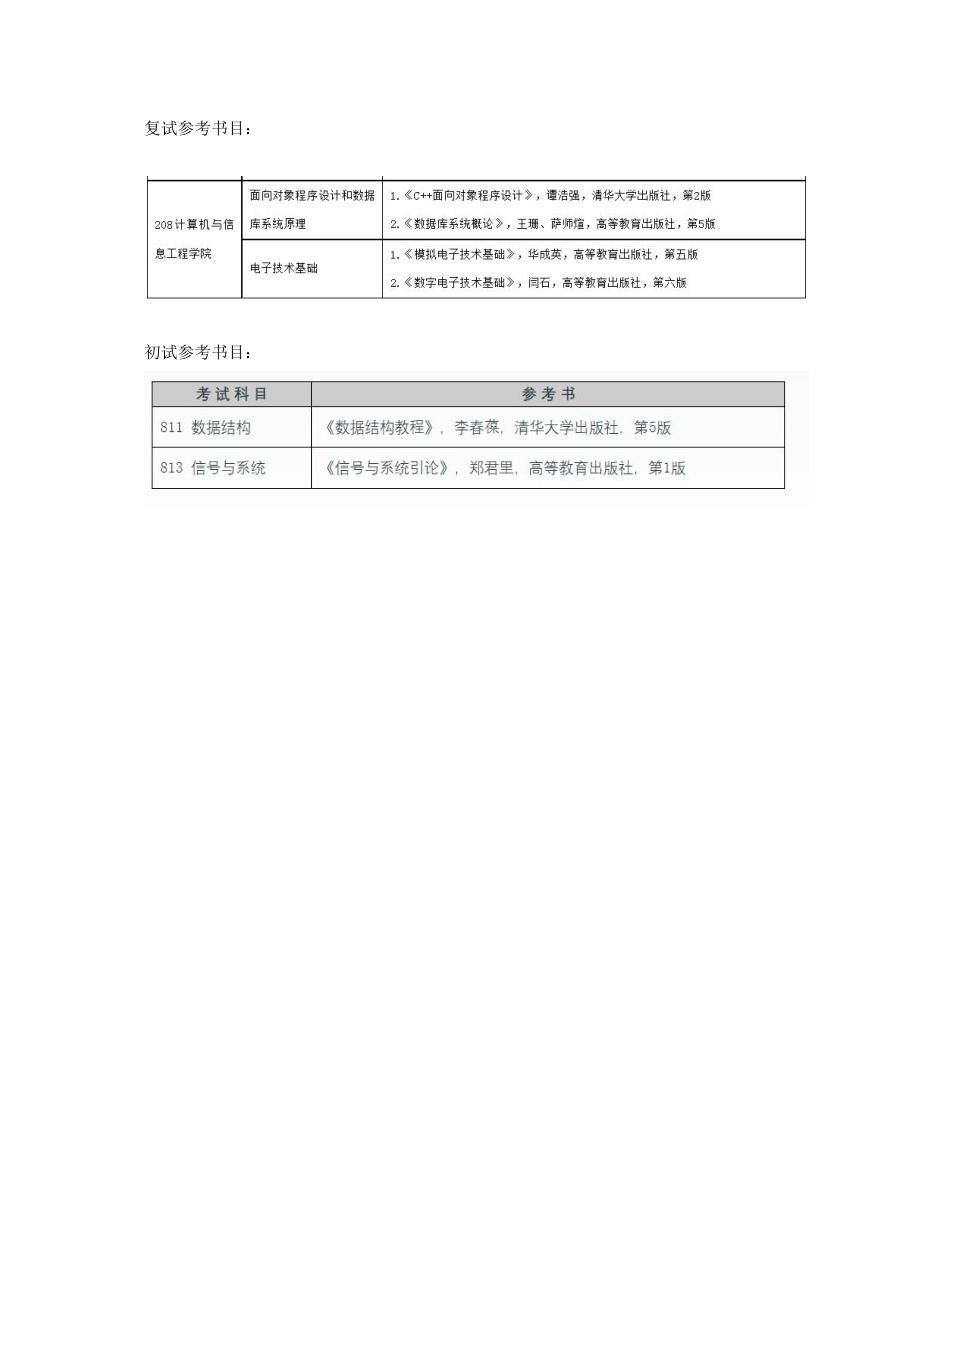 复试参考书目：
208计算机与信
息工程学院
面向对象程序设计和数据
库系统原理
1.《C++面向对象程序设计》，谭浩强，清华大学出版社，第2版
2.《数据库系统概论》，王珊、萨师煊，高等教育出版社，第5版
电子技术基础
1.《模拟电子技术基础》，华成英，高等教育出版社，第五版
2.《数字电子技术基础》，闫石，高等教育出版社，第六版
初试参考书目：
考试科目
参考书
811 数据结构
《数据结构教程》，李春葆，清华大学出版社，第5版
813 信号与系统
《信号与系统引论》，郑君里，高等教育出版社，第1版